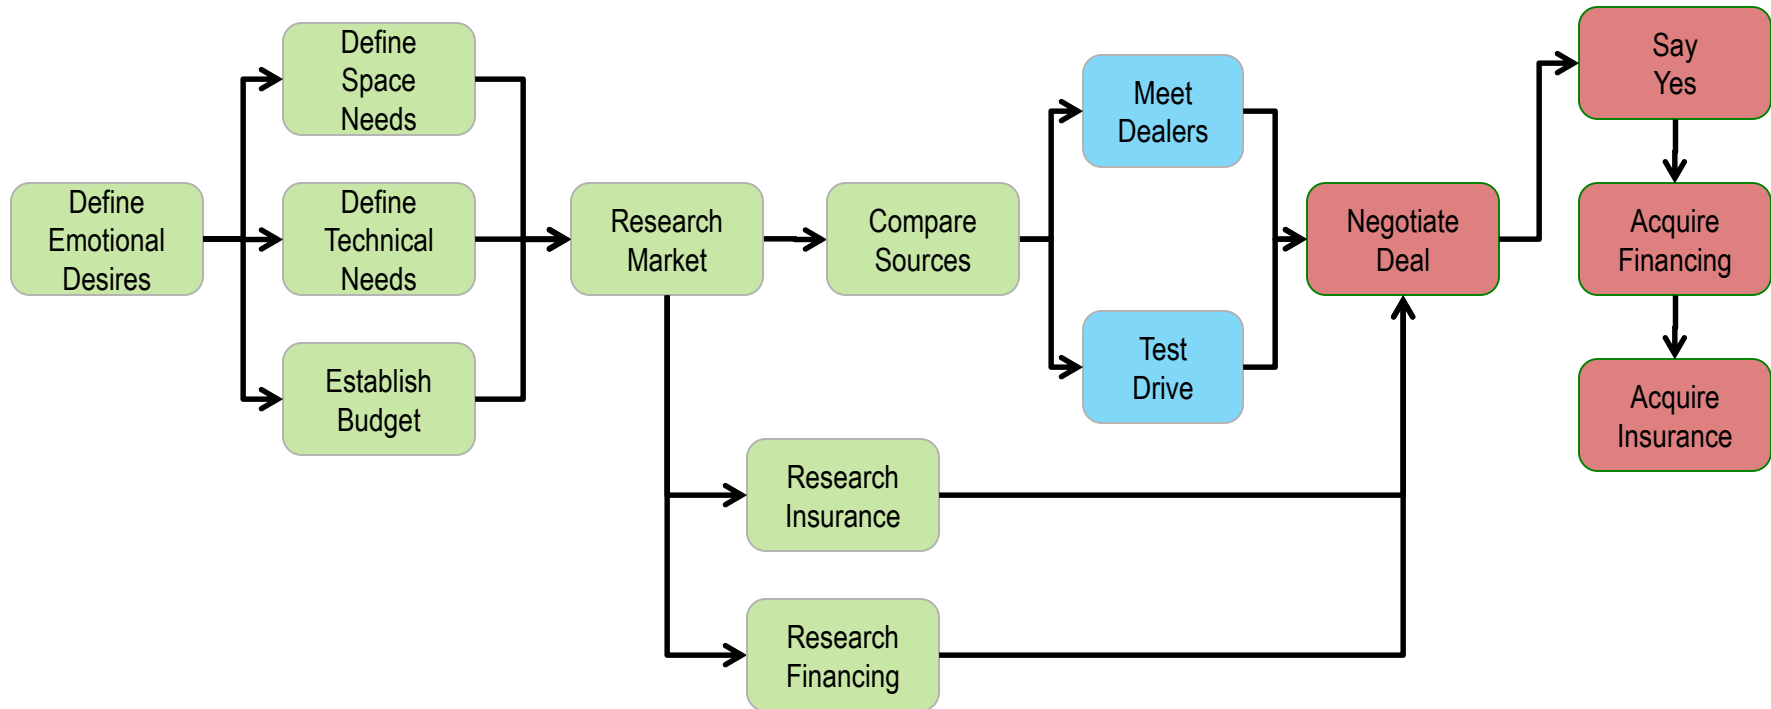 Define
Emotional
Desires
Define
Space
Needs
Define
Technical
Needs
Establish
Budget
Research
Market
Compare
Sources
Meet
Dealers
Test
Drive
Research
Insurance
Research
Financing
Negotiate
Deal
Say
Yes
Acquire
Financing
Acquire
Insurance